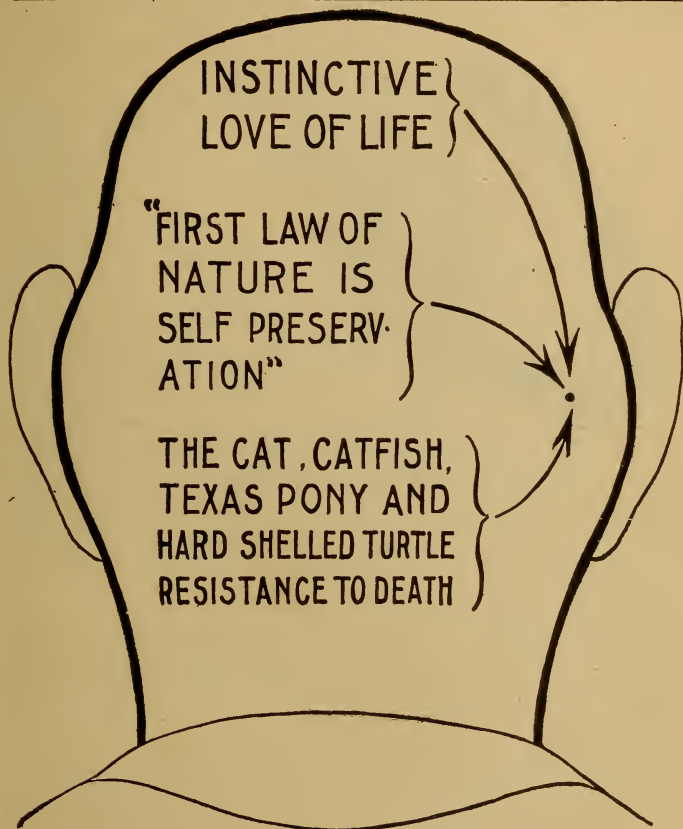 INSTINCTIVE
LOVE OF LIFE
"FIRST LAW OF
NATURE IS
SELF PRESERV-
ATION"
THE CAT, CATFISH,
TEXAS PONY AND
HARD SHELLED TURTLE
RESISTANCE TO DEATH